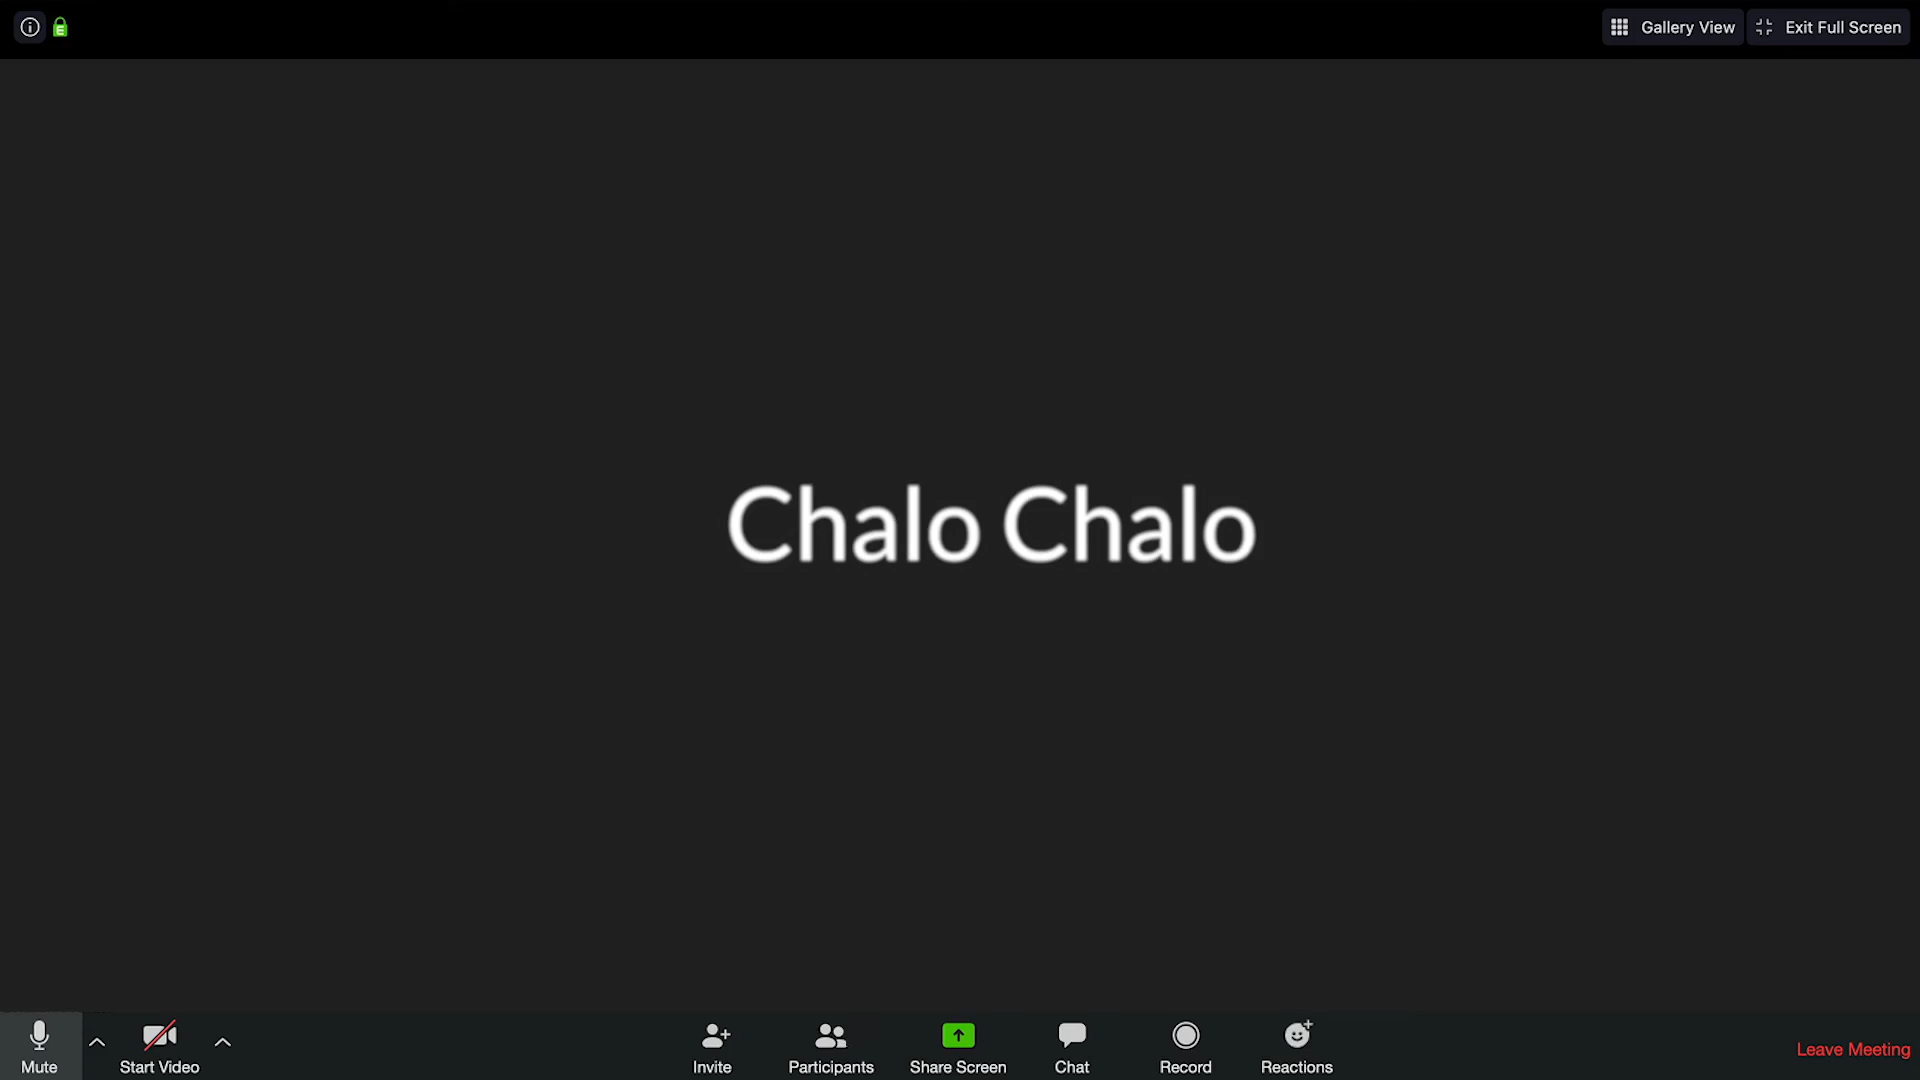 Gallery View
Exit Full Screen
Chalo Chalo
Mute
Start Video
Invite
Participants
Share Screen
Chat
Record
Reactions
Leave Meeting